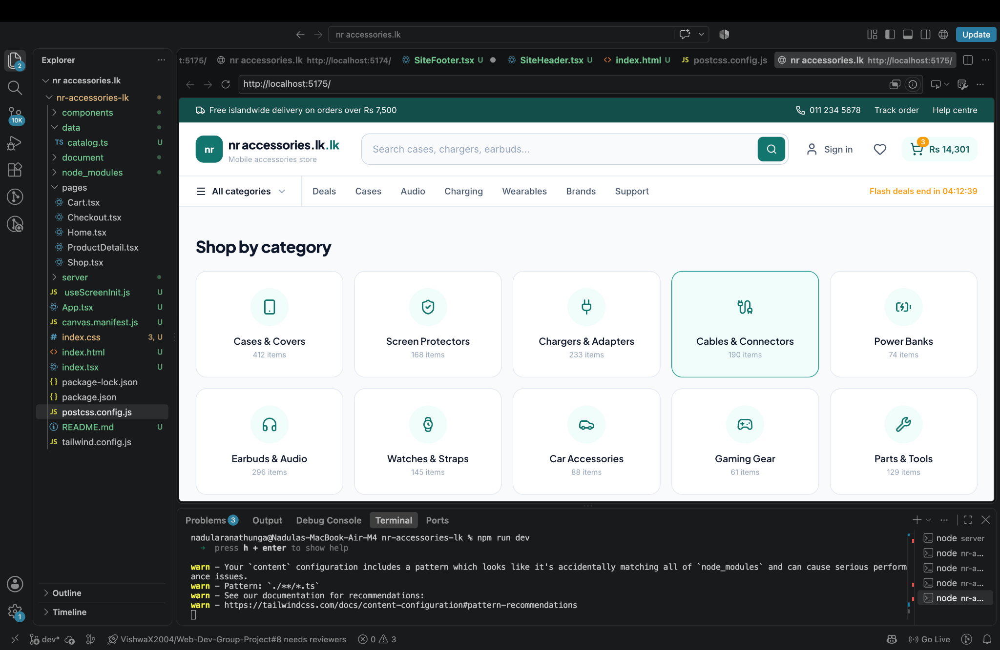 nr accessories.lk
Update
2
10K
1
Explorer
nr accessories.lk
nr-accessories-lk
components
data
TS catalog.ts U
document
node_modules
pages
Cart.tsx
Checkout.tsx
Home.tsx
ProductDetail.tsx
Shop.tsx
server
JS useScreenInit.js U
App.tsx U
JS canvas.manifest.js U
# index.css 3, U
<> index.html U
index.tsx U
{} package-lock.json
{} package.json
JS postcss.config.js
README.md U
JS tailwind.config.js
Outline
Timeline
t:5175/ nr accessories.lk http://localhost:5174/ SiteFooter.tsx U SiteHeader.tsx U <> index.html U JS postcss.config.js nr accessories.lk http://localhost:5175/
http://localhost:5175/
Free islandwide delivery on orders over Rs 7,500 011 234 5678 Track order Help centre
nr
nr accessories.lk.lk
Mobile accessories store
Search cases, chargers, earbuds...
Sign in
3
Rs 14,301
All categories Deals Cases Audio Charging Wearables Brands Support Flash deals end in 04:12:39
Shop by category
Cases & Covers
412 items
Screen Protectors
168 items
Chargers & Adapters
233 items
Cables & Connectors
190 items
Power Banks
74 items
Earbuds & Audio
296 items
Watches & Straps
145 items
Car Accessories
88 items
Gaming Gear
61 items
Parts & Tools
129 items
Problems 3 Output Debug Console Terminal Ports
nadularanathunga@Nadulas-MacBook-Air-M4 nr-accessories-lk % npm run dev
➜ press h + enter to show help
warn - Your `content` configuration includes a pattern which looks like it's accidentally matching all of `node_modules` and can cause serious perform
ance issues.
warn - Pattern: `./**/*.ts`
warn - See our documentation for recommendations:
warn - https://tailwindcss.com/docs/content-configuration#pattern-recommendations
node server
node nr-a...
node nr-a...
node nr-a...
node nr-a...
dev* VishwaX2004/Web-Dev-Group-Project#8 needs reviewers 0 3 Go Live